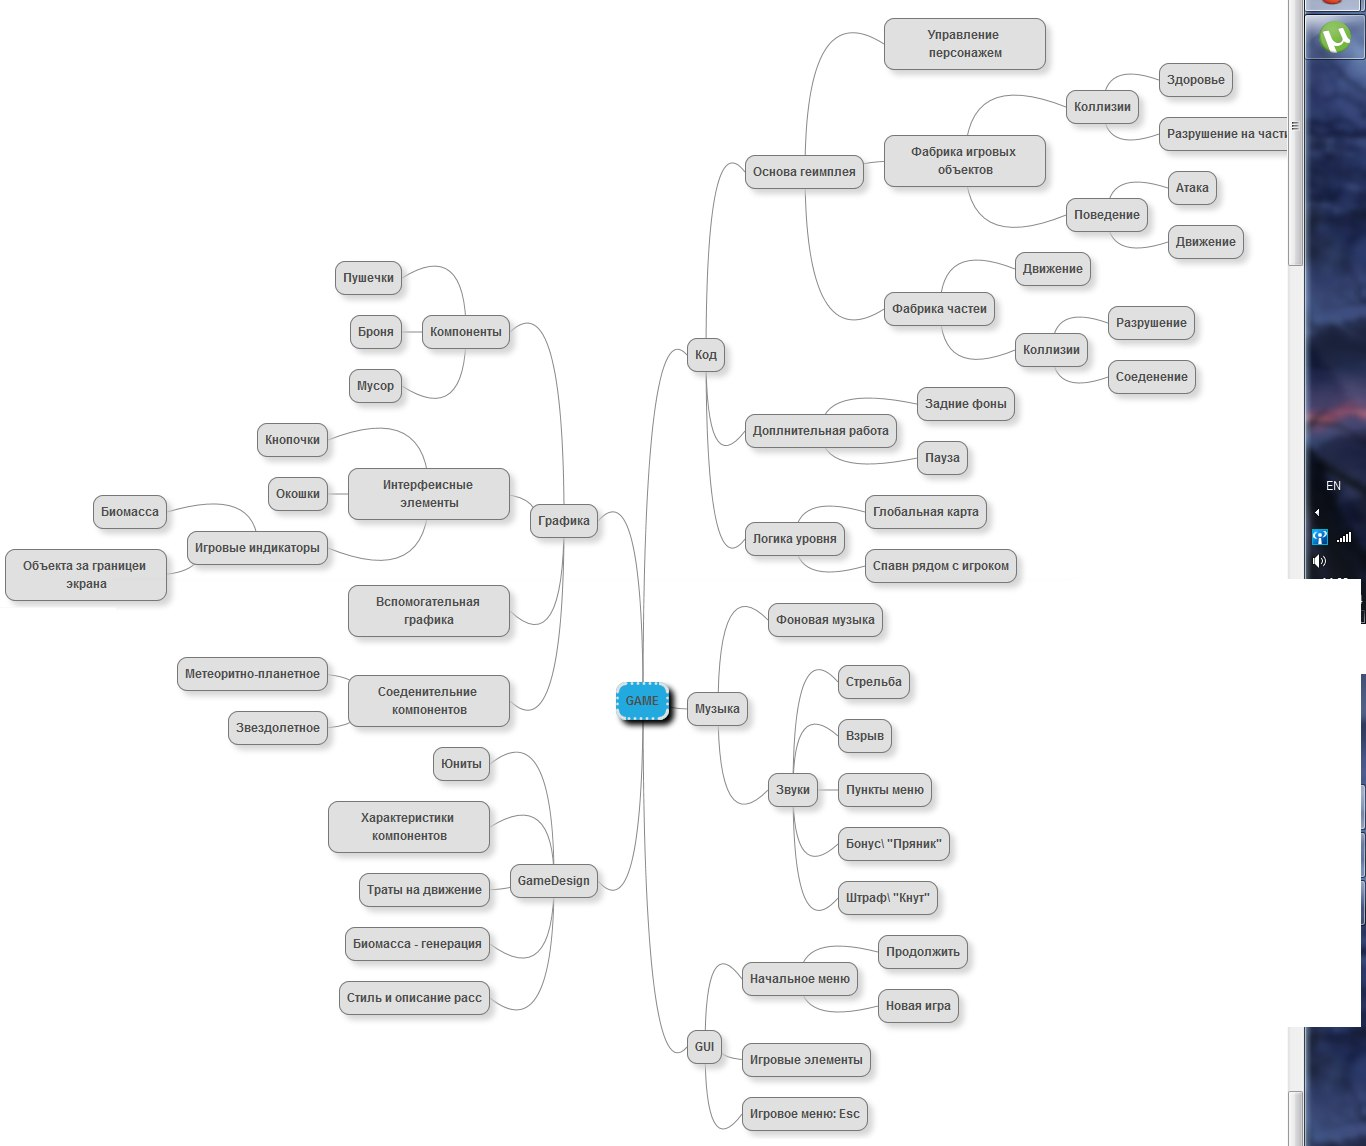 Управление
персонажем
Здоровье
Коллизии
Разрушение на части
Фабрика игровых
объектов
Основа геимплея
Атака
Поведение
Движение
Движение
Фабрика частеи
Разрушение
Коллизии
Соеденение
Код
Задние фоны
Доплнительная работа
Пауза
Глобальная карта
Логика уровня
Спавн рядом с игроком
Пушечки
Броня
Компоненты
Мусор
Кнопочки
Интерфеисные
элементы
Окошки
Биомасса
Игровые индикаторы
Объекта за границеи
экрана
Графика
Вспомогательная
графика
Метеоритно-планетное
Соеденительние
компонентов
Звездолетное
GAME
Фоновая музыка
Музыка
Стрельба
Взрыв
Звуки
Пункты меню
Бонус\ "Пряник"
Штраф\ "Кнут"
Юниты
Характеристики
компонентов
GameDesign
Траты на движение
Биомасса - генерация
Стиль и описание расс
Продолжить
Начальное меню
Новая игра
GUI
Игровые элементы
Игровое меню: Esc
EN